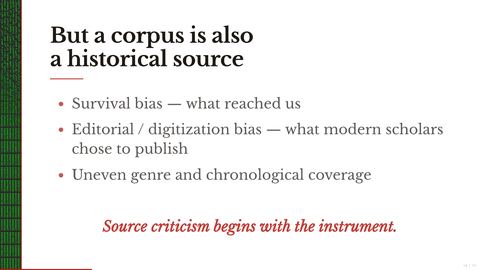 But a corpus is also
a historical source
• Survival bias — what reached us
• Editorial / digitization bias — what modern scholars
chose to publish
• Uneven genre and chronological coverage
Source criticism begins with the instrument.